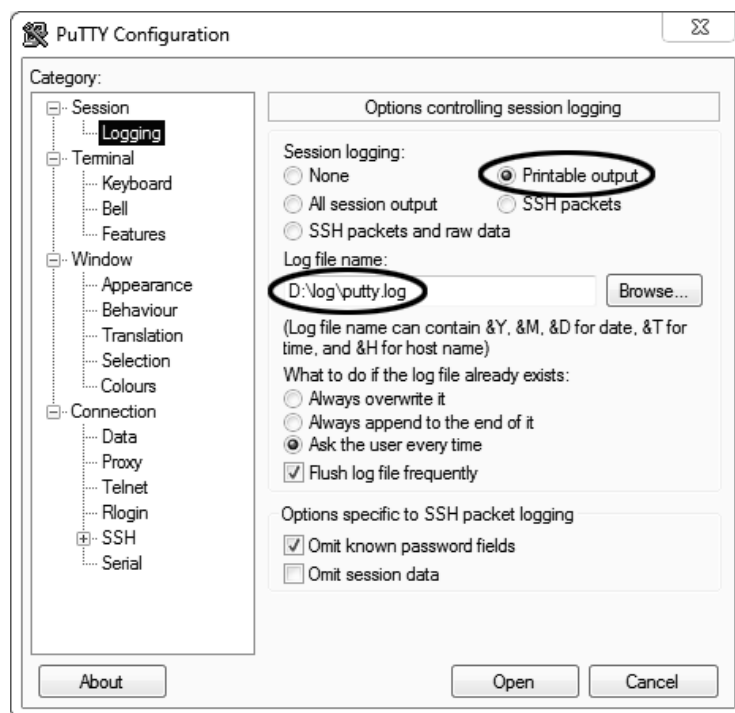 PuTTY Configuration
Category:
Session
Logging
Terminal
Keyboard
Bell
Features
Window
Appearance
Behaviour
Translation
Selection
Colours
Connection
Data
Proxy
Telnet
Rlogin
SSH
Serial
Options controlling session logging
Session logging:
None
Printable output
All session output
SSH packets
SSH packets and raw data
Log file name:
D:\log\putty.log
Browse...
(Log file name can contain &Y, &M, &D for date, &T for
time, and &H for host name)
What to do if the log file already exists:
Always overwrite it
Always append to the end of it
Ask the user every time
Flush log file frequently
Options specific to SSH packet logging
Omit known password fields
Omit session data
About
Open
Cancel